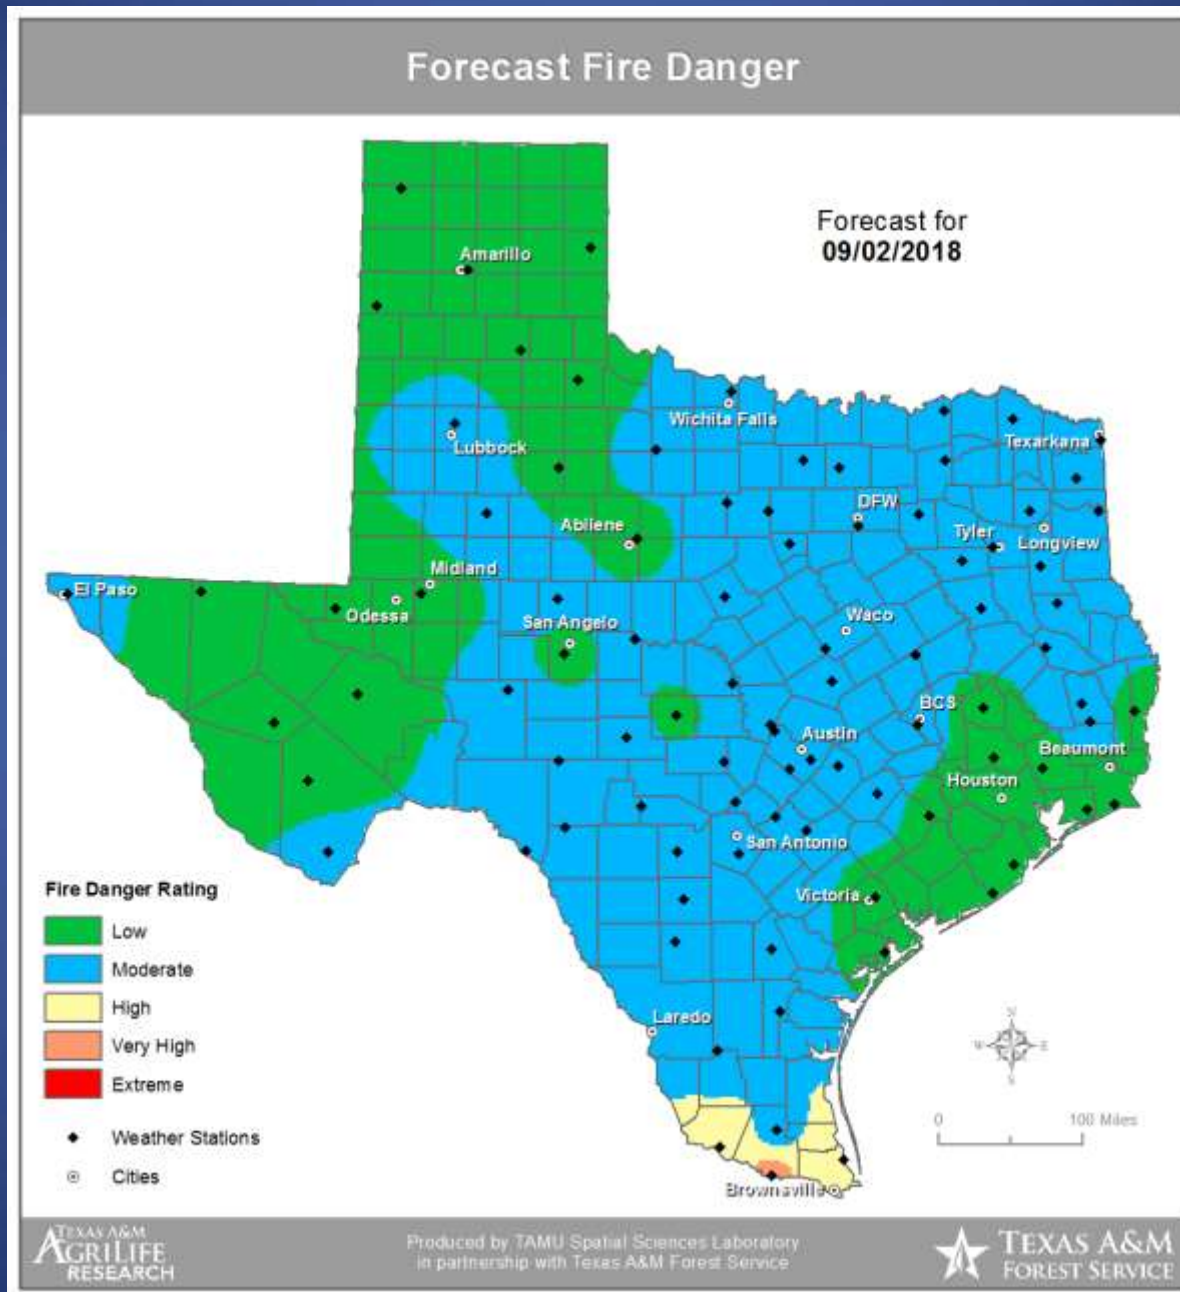 Forecast Fire Danger
Forecast for
09/02/2018
Amarillo
Wichita Falls
Lubbock
Texarkana
DFW
Abilene
Tyler
Longview
Midland
El Paso
Odessa
San Angelo
Waco
BCS
Austin
Beaumont
Houston
San Antonio
Victoria
Laredo
Brownsville
Fire Danger Rating
Low
Moderate
High
Very High
Extreme
Weather Stations
Cities
N
W E
S
0 100 Miles
TEXAS A&M
AGRILIFE
RESEARCH
Produced by TAMU Spatial Sciences Laboratory
in partnership with Texas A&M Forest Service
TEXAS A&M
FOREST SERVICE